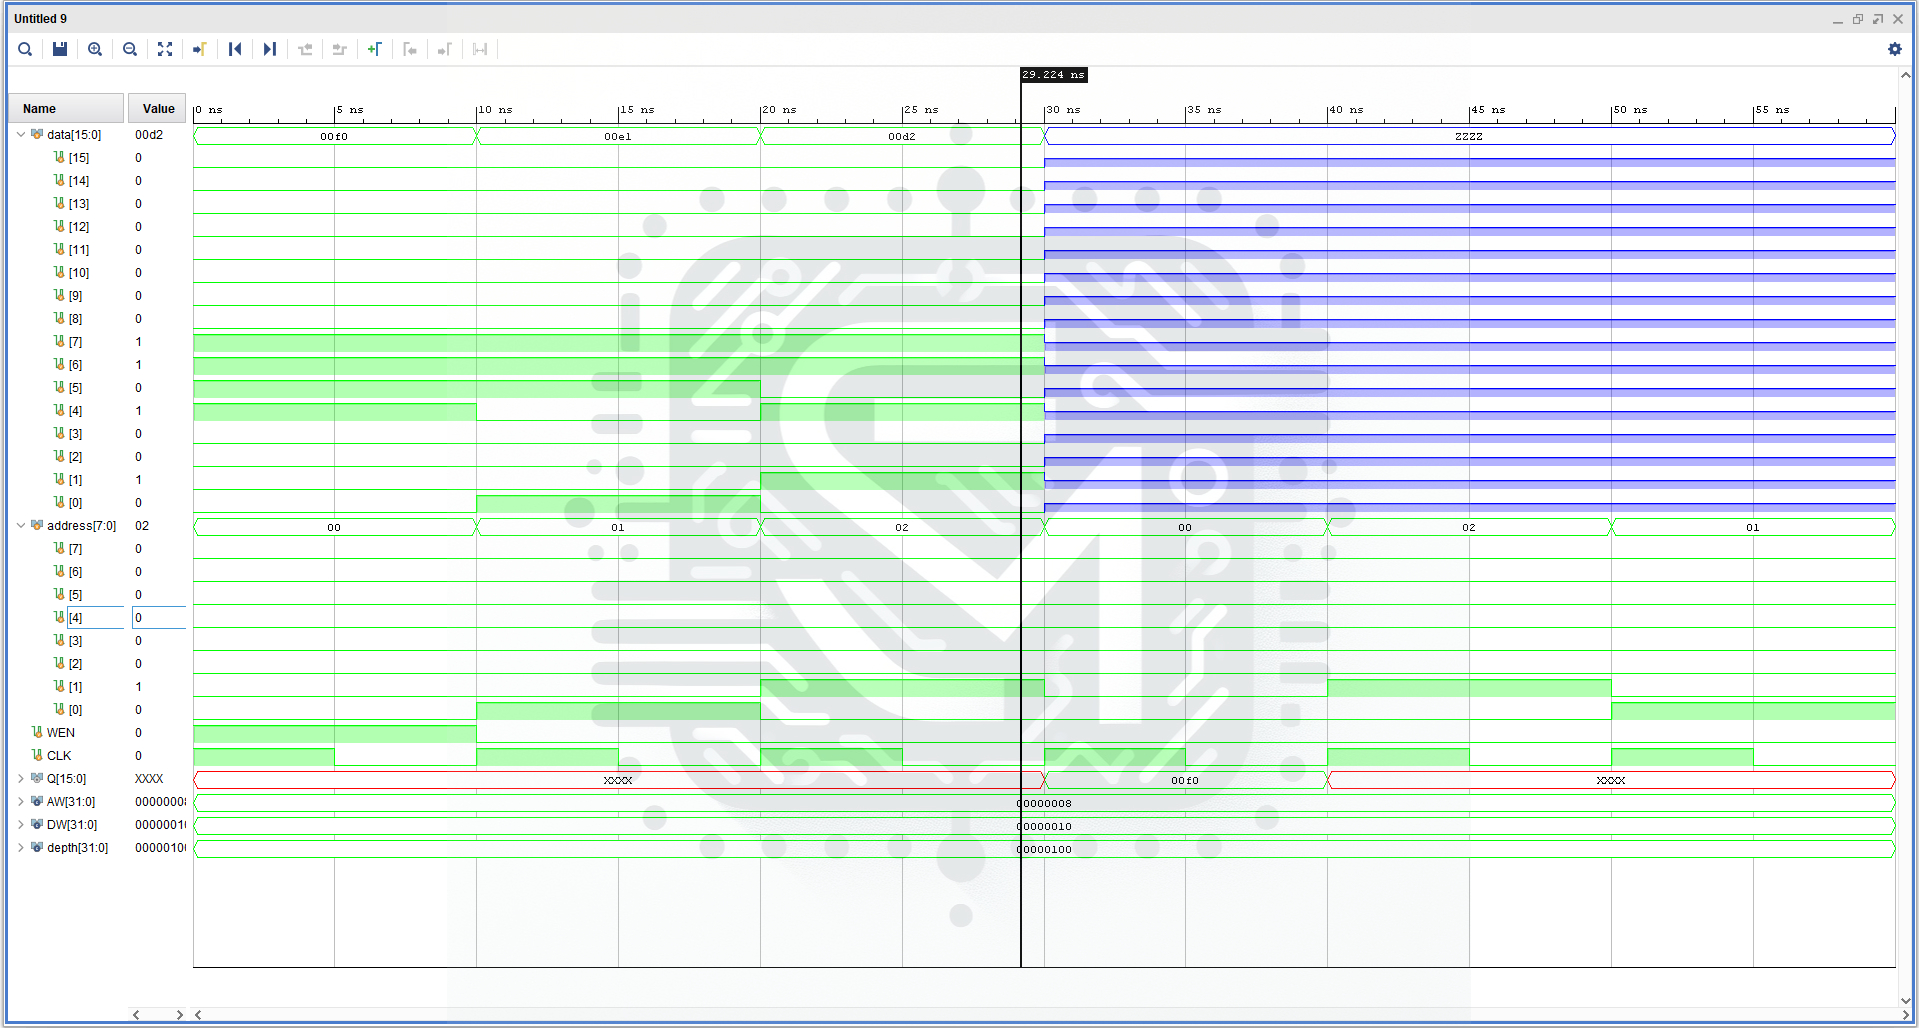 Untitled 9
29.224 ns
Name Value
0 ns 5 ns 10 ns 15 ns 20 ns 25 ns 30 ns 35 ns 40 ns 45 ns 50 ns 55 ns
data[15:0] 00d2 00f0 00e1 00d2 ZZZZ
[15] 0
[14] 0
[13] 0
[12] 0
[11] 0
[10] 0
[9] 0
[8] 0
[7] 1
[6] 1
[5] 0
[4] 1
[3] 0
[2] 0
[1] 1
[0] 0
address[7:0] 02 00 01 02 00 02 01
[7] 0
[6] 0
[5] 0
[4] 0
[3] 0
[2] 0
[1] 1
[0] 0
WEN 0
CLK 0
Q[15:0] XXXX XXXX 00f0 XXXX
AW[31:0] 00000008 00000008
DW[31:0] 0000001 00000010
depth[31:0] 0000010 00000100